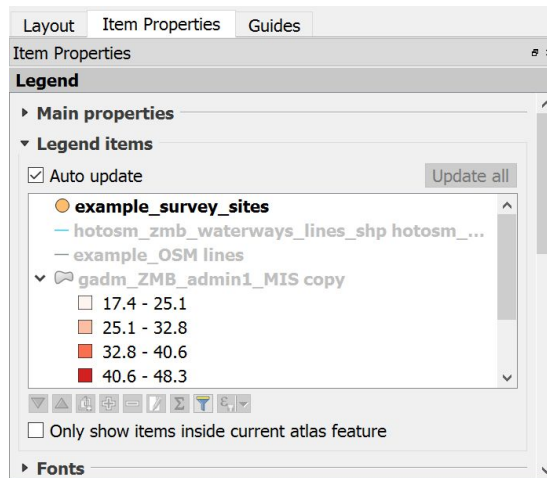 Layout Item Properties Guides
Item Properties
Legend
Main properties
Legend items
Auto update Update all
example_survey_sites
hotosm_zmb_waterways_lines_shp hotosm_...
example_OSM lines
gadm_ZMB_admin1_MIS copy
17.4 - 25.1
25.1 - 32.8
32.8 - 40.6
40.6 - 48.3
Only show items inside current atlas feature
Fonts